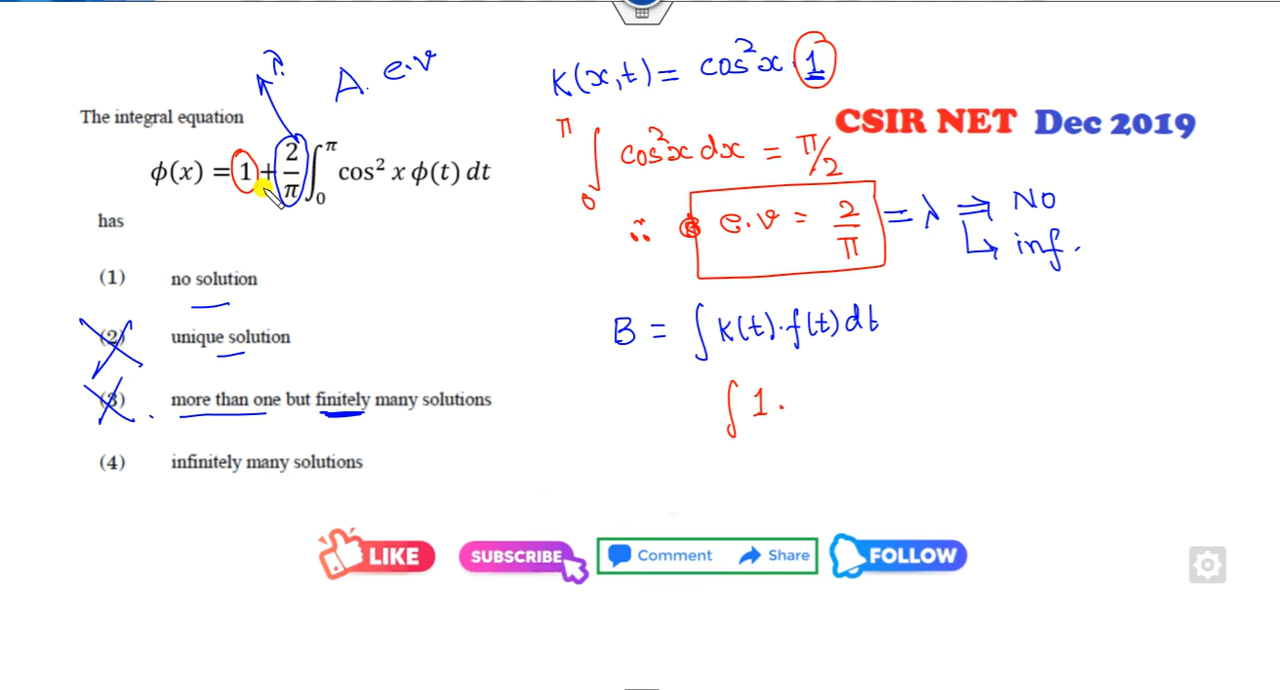 λ?
A. e.v
K(x,t) = cos²x . 1
The integral equation
CSIR NET Dec 2019
ϕ(x) = 1 + 2/π ∫₀^π cos² x ϕ(t) dt
∫₀^π cos²x dx = π/2
has
∴ e.v = 2/π = λ ⇒ No
↳ inf.
(1) no solution
B = ∫ K(t).f(t) dt
(2) unique solution
(3) more than one but finitely many solutions
∫ 1.
(4) infinitely many solutions
LIKE SUBSCRIBE Comment Share FOLLOW